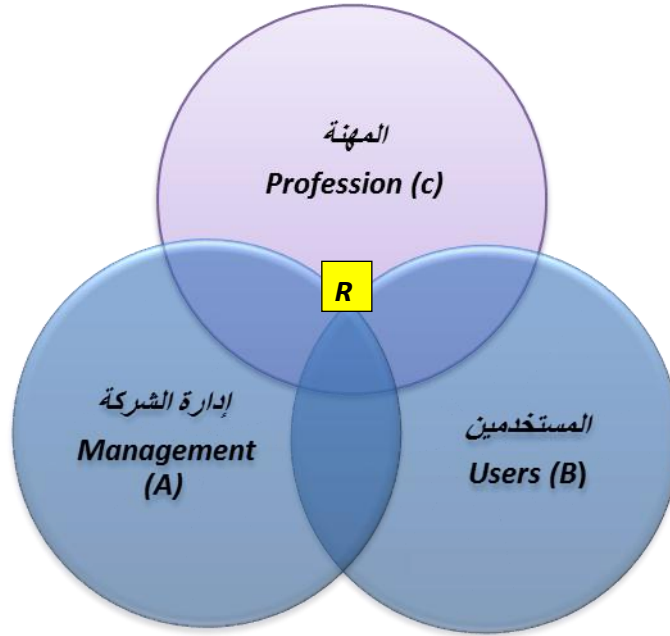 المهنة
Profession (c)
R
إدارة الشركة
Management
(A)
المستخدمين
Users (B)